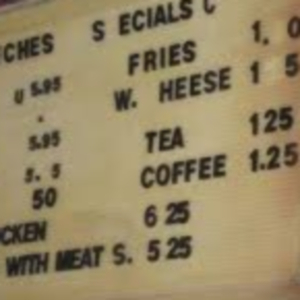 CHES S ECIALS C
FRIES 1. 0
U 5.95 W. HEESE 1 5
5.95 TEA 125
5. 5 COFFEE 1.25
50
CKEN 6 25
WITH MEAT S. 5 25